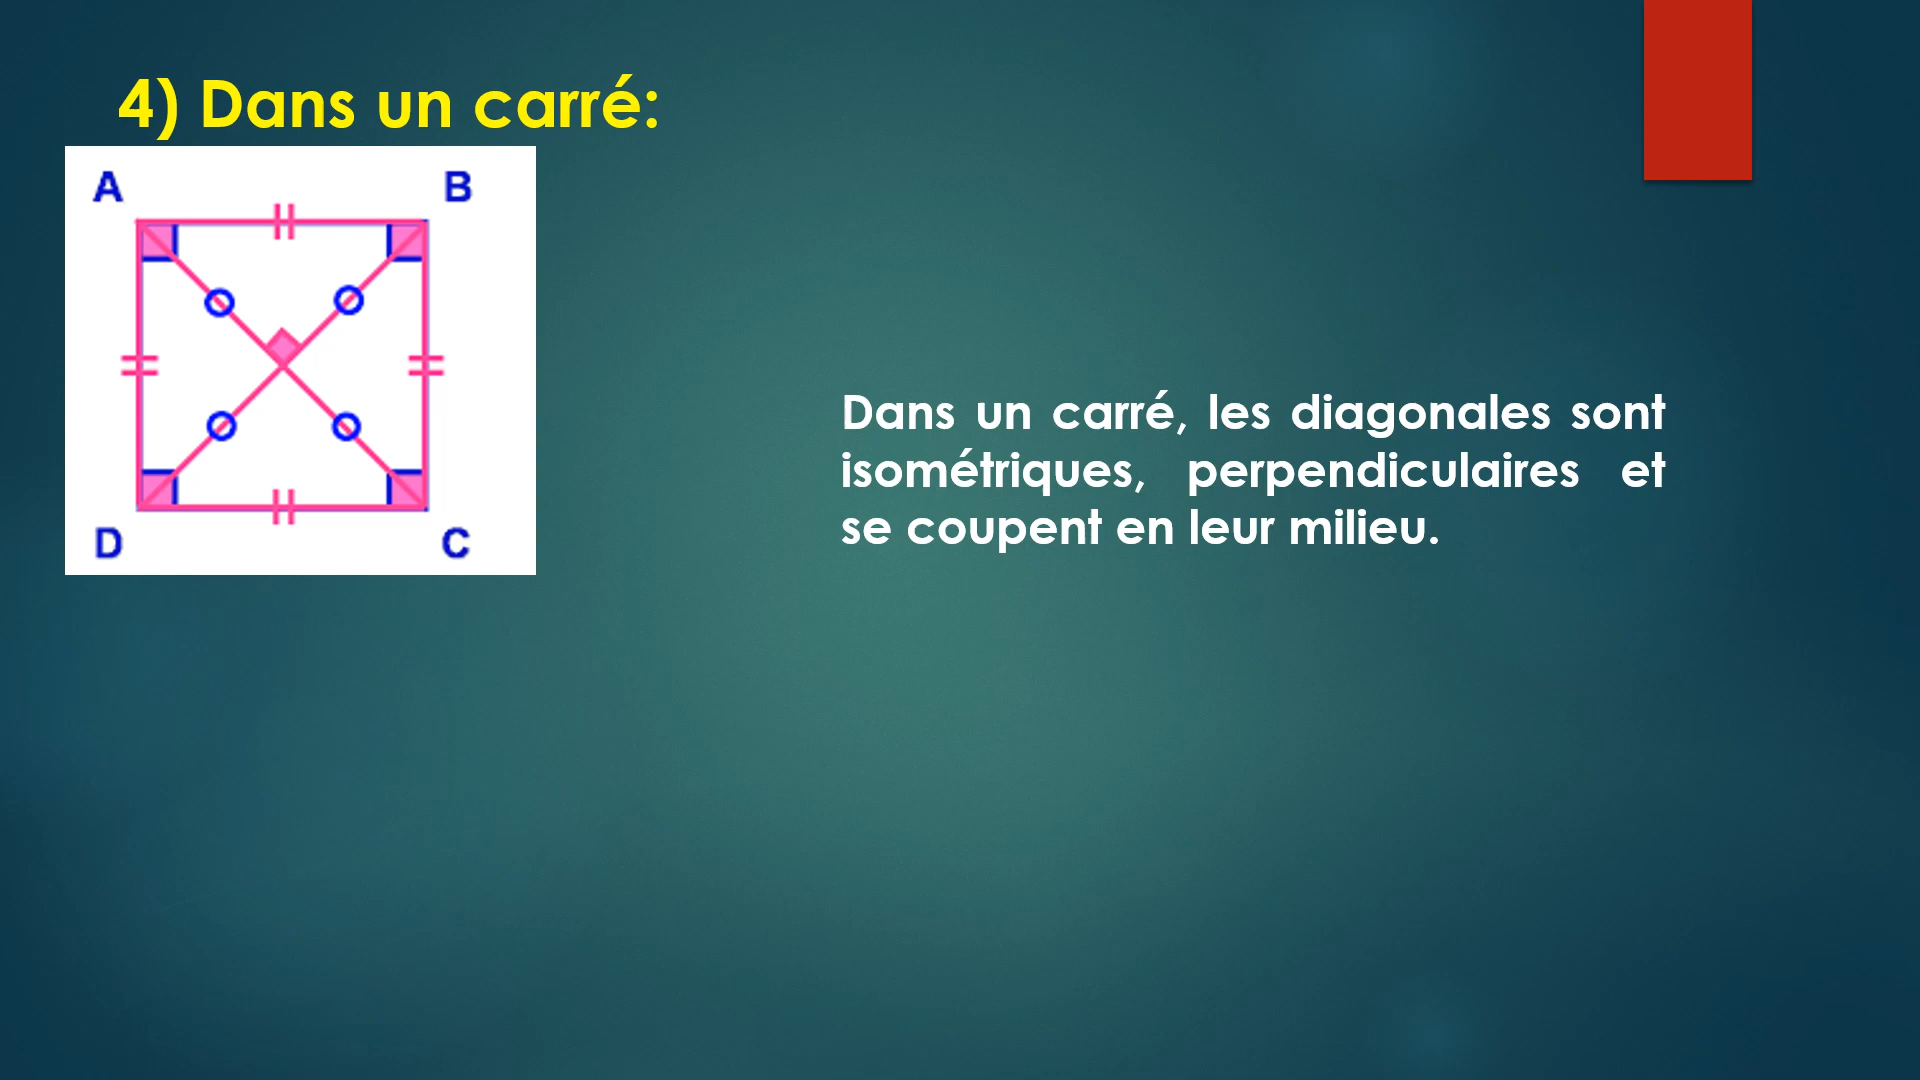 4) Dans un carré:
A
B
D
C
Dans un carré, les diagonales sont
isométriques, perpendiculaires et
se coupent en leur milieu.